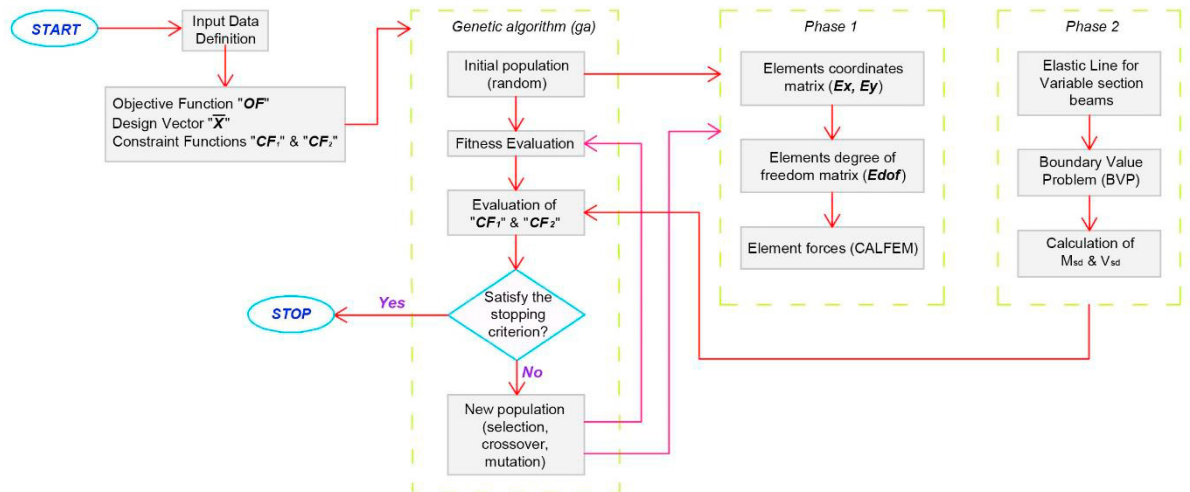 START
Input Data
Definition
Objective Function "OF"
Design Vector "X̅"
Constraint Functions "CF₁" & "CF₂"
Genetic algorithm (ga)
Initial population
(random)
Fitness Evaluation
Evaluation of
"CF₁" & "CF₂"
Satisfy the
stopping
criterion?
Yes
STOP
No
New population
(selection,
crossover,
mutation)
Phase 1
Elements coordinates
matrix (Ex, Ey)
Elements degree of
freedom matrix (Edof)
Element forces (CALFEM)
Phase 2
Elastic Line for
Variable section
beams
Boundary Value
Problem (BVP)
Calculation of
Msd & Vsd